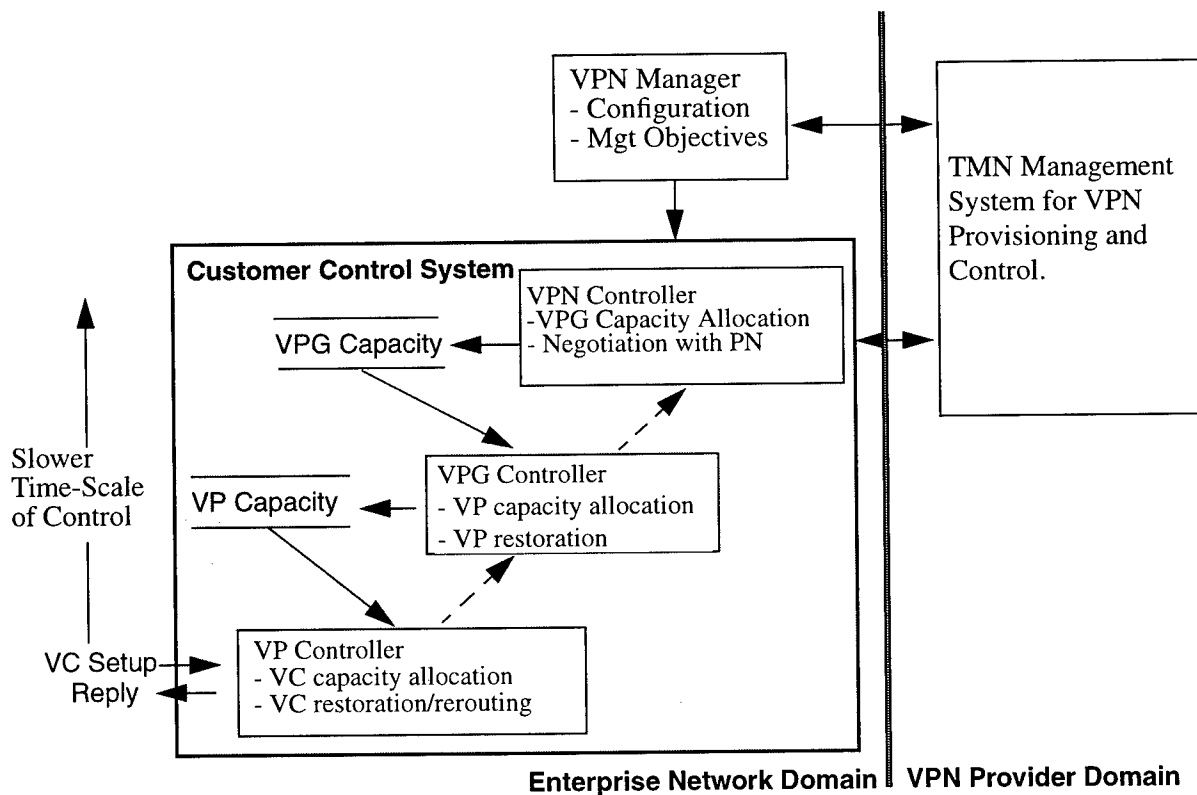 VPN Manager
- Configuration
- Mgt Objectives
TMN Management
System for VPN
Provisioning and
Control.
Customer Control System
VPN Controller
-VPG Capacity Allocation
- Negotiation with PN
VPG Capacity
Slower
Time-Scale
of Control
VPG Controller
- VP capacity allocation
- VP restoration
VP Capacity
VC Setup
Reply
VP Controller
- VC capacity allocation
- VC restoration/rerouting
Enterprise Network Domain
VPN Provider Domain